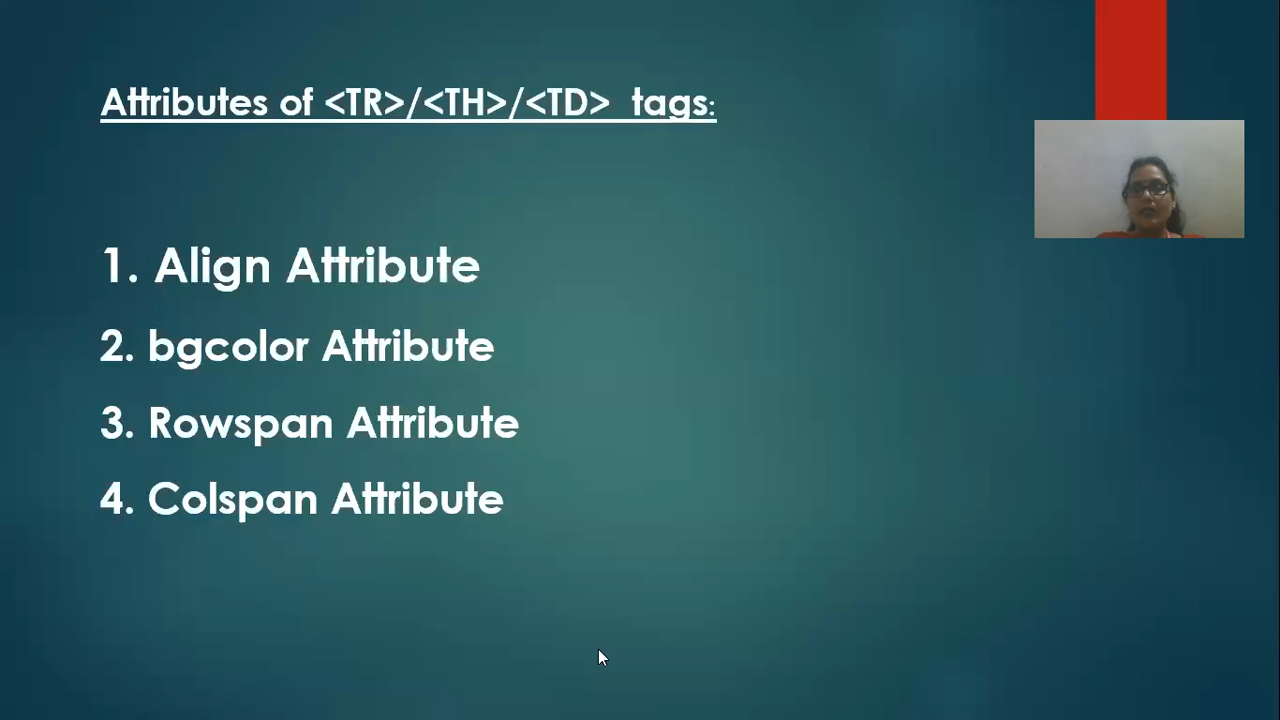 Attributes of <TR>/<TH>/<TD> tags:
1. Align Attribute
2. bgcolor Attribute
3. Rowspan Attribute
4. Colspan Attribute